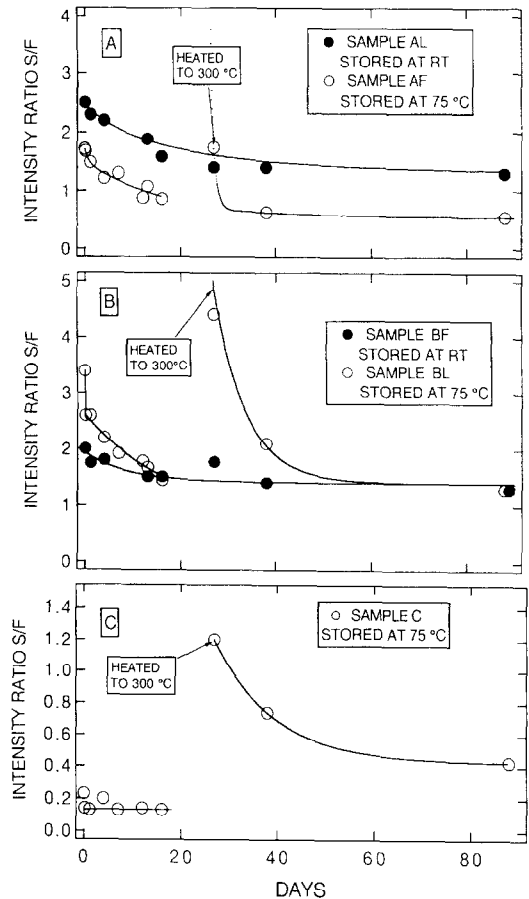 4
3
2
1
0
INTENSITY RATIO S/F
A
HEATED
TO 300 °C
● SAMPLE AL
STORED AT RT
○ SAMPLE AF
STORED AT 75 °C
5
4
3
2
1
0
INTENSITY RATIO S/F
B
HEATED
TO 300°C
● SAMPLE BF
STORED AT RT
○ SAMPLE BL
STORED AT 75 °C
1.4
1.2
1.0
0.8
0.6
0.4
0.2
0.0
INTENSITY RATIO S/F
C
HEATED
TO 300 °C
○ SAMPLE C
STORED AT 75 °C
0 20 40 60 80
DAYS